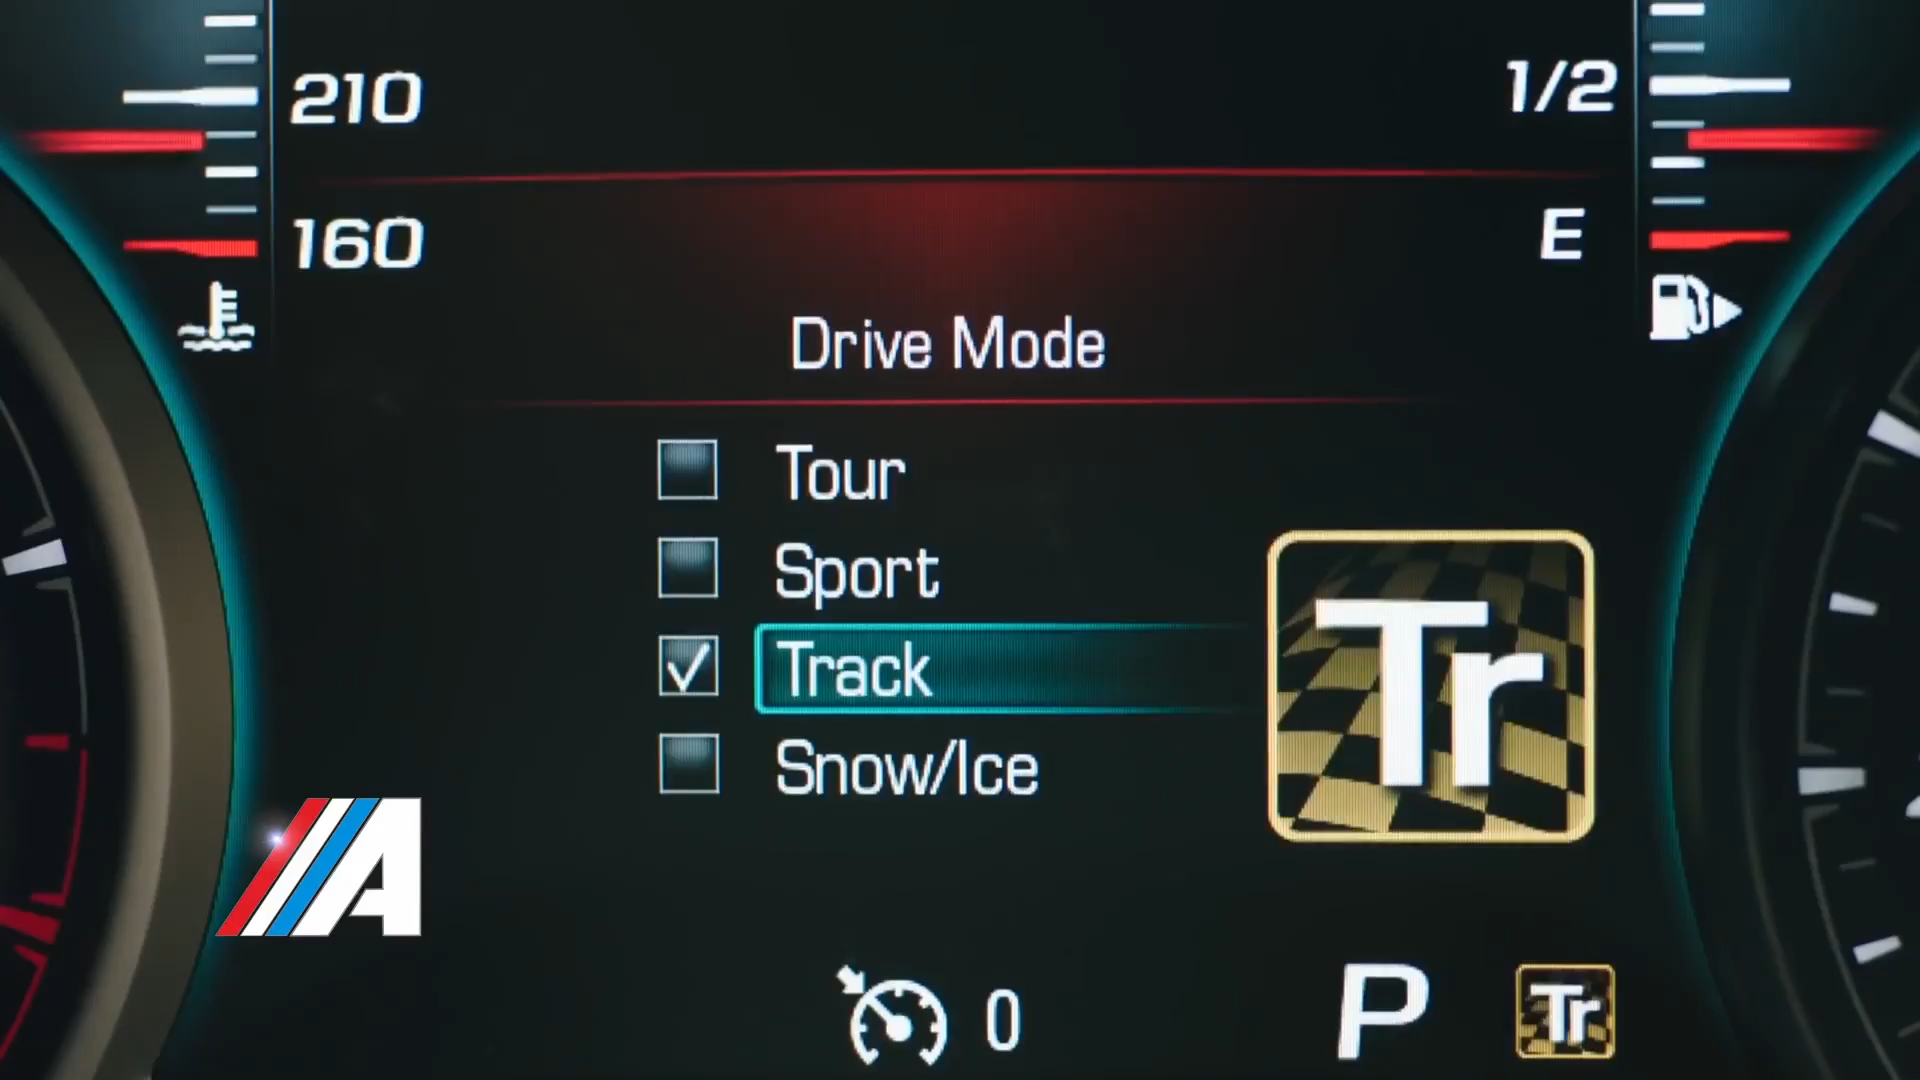 210
1/2
160
E
Drive Mode
Tour
Sport
Track
Snow/Ice
Tr
A
0
P
Tr